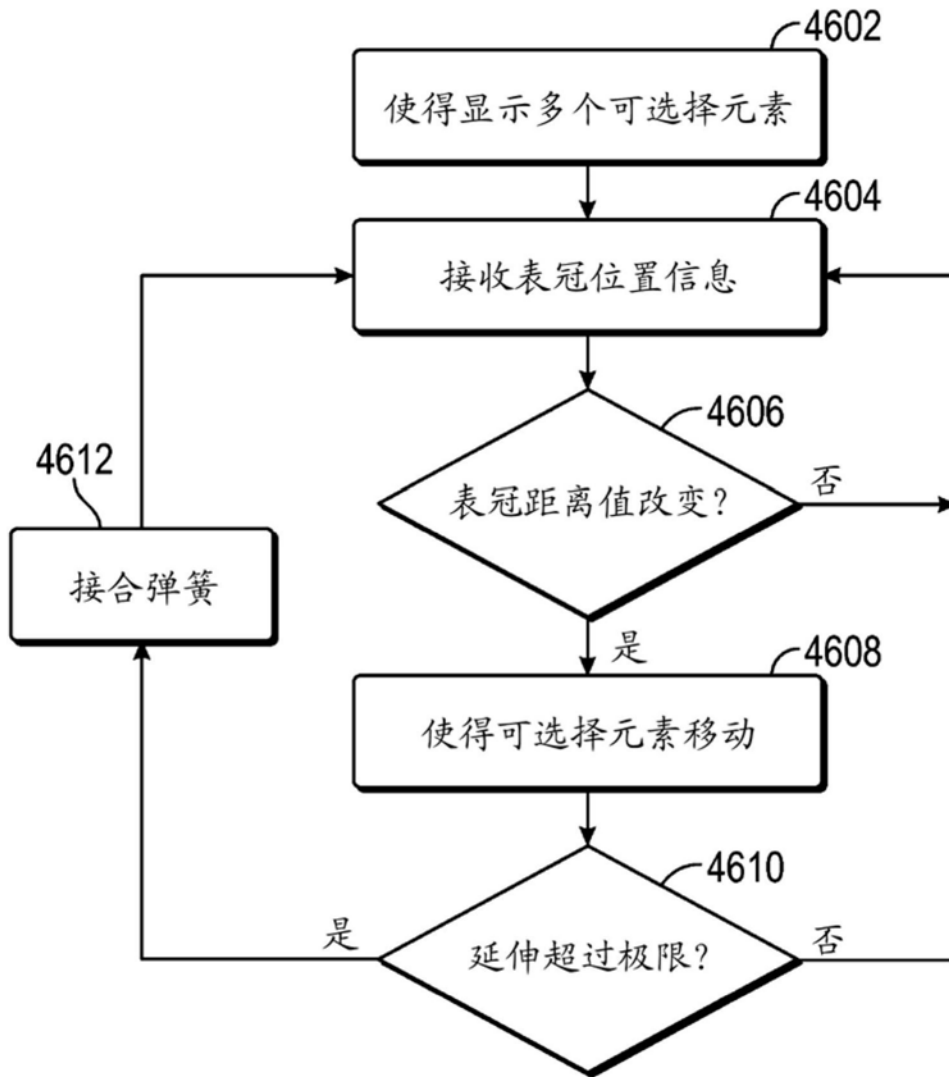 4602
使得显示多个可选择元素
4604
接收表冠位置信息
4606
表冠距离值改变?
否
4612
接合弹簧
是
4608
使得可选择元素移动
4610
延伸超过极限?
是
否